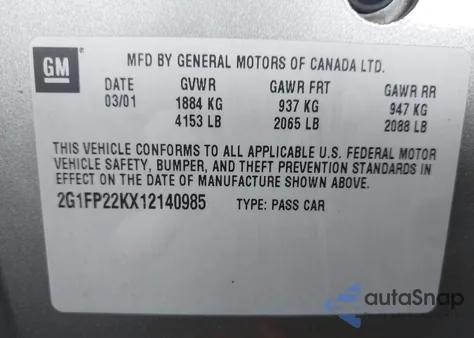 GM
MFD BY GENERAL MOTORS OF CANADA LTD.
DATE GVWR GAWR FRT GAWR RR
03/01 1884 KG 937 KG 947 KG
4153 LB 2065 LB 2088 LB
THIS VEHICLE CONFORMS TO ALL APPLICABLE U.S. FEDERAL MOTOR
VEHICLE SAFETY, BUMPER, AND THEFT PREVENTION STANDARDS IN
EFFECT ON THE DATE OF MANUFACTURE SHOWN ABOVE.
2G1FP22KX12140985 TYPE: PASS CAR
autoSnap